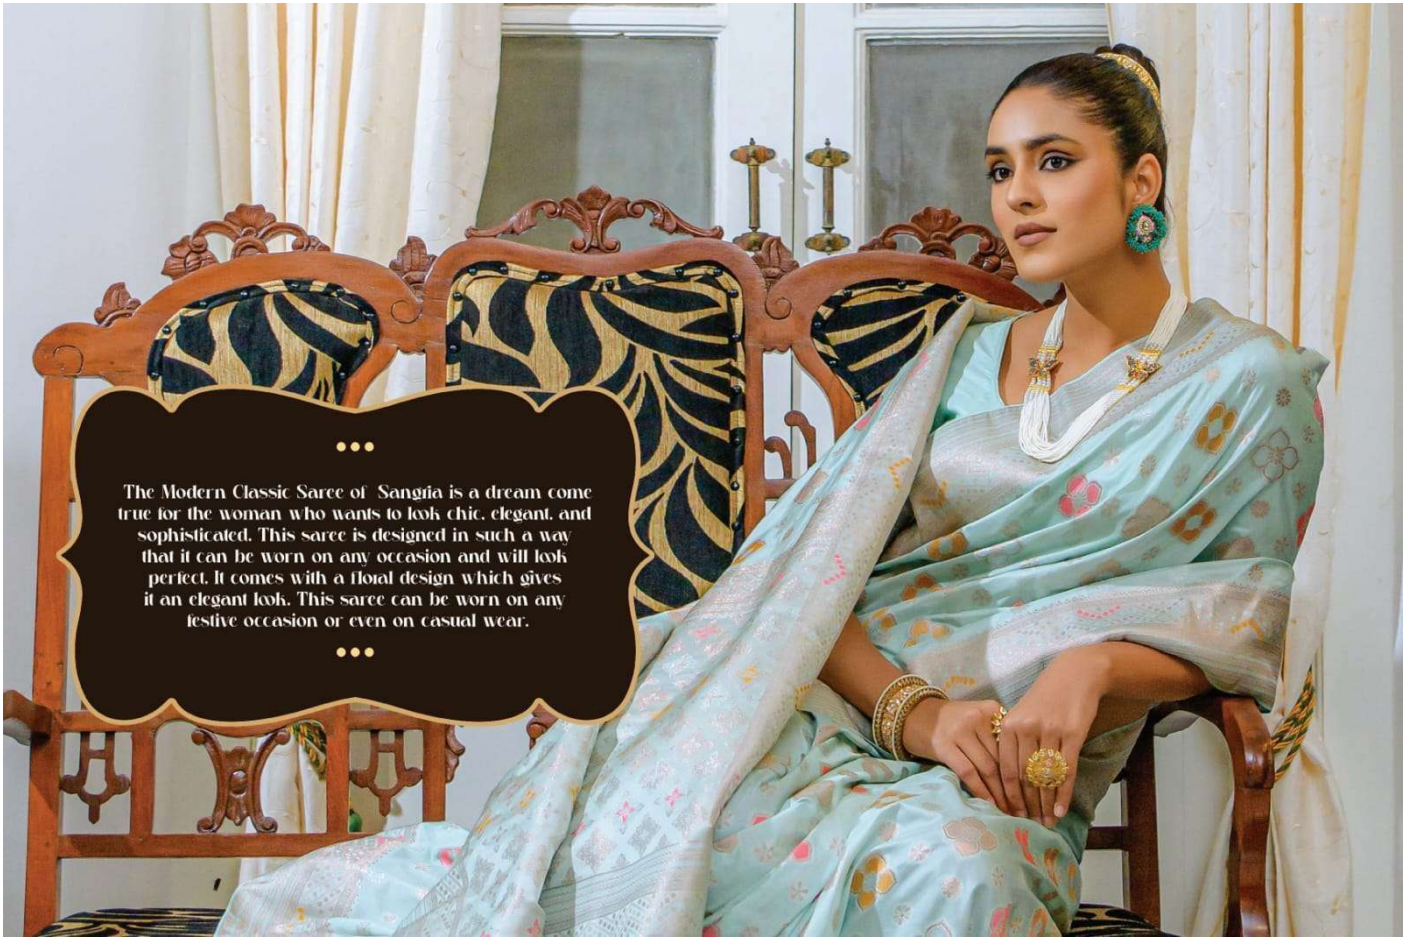 The Modern Classic Saree of Sangria is a dream come
true for the woman who wants to look chic, elegant, and
sophisticated. This saree is designed in such a way
that it can be worn on any occasion and will look
perfect. It comes with a floral design which gives
it an elegant look. This saree can be worn on any
festive occasion or even on casual wear.